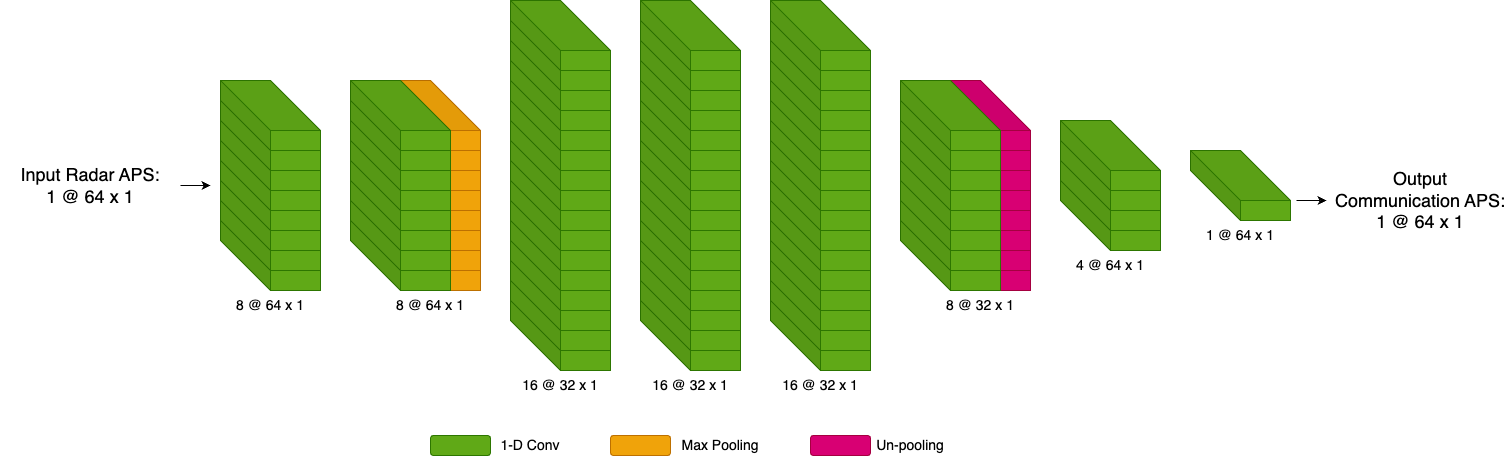 Input Radar APS:
1 @ 64 x 1
8 @ 64 x 1
8 @ 64 x 1
16 @ 32 x 1
16 @ 32 x 1
16 @ 32 x 1
8 @ 32 x 1
4 @ 64 x 1
1 @ 64 x 1
Output
Communication APS:
1 @ 64 x 1
1-D Conv
Max Pooling
Un-pooling